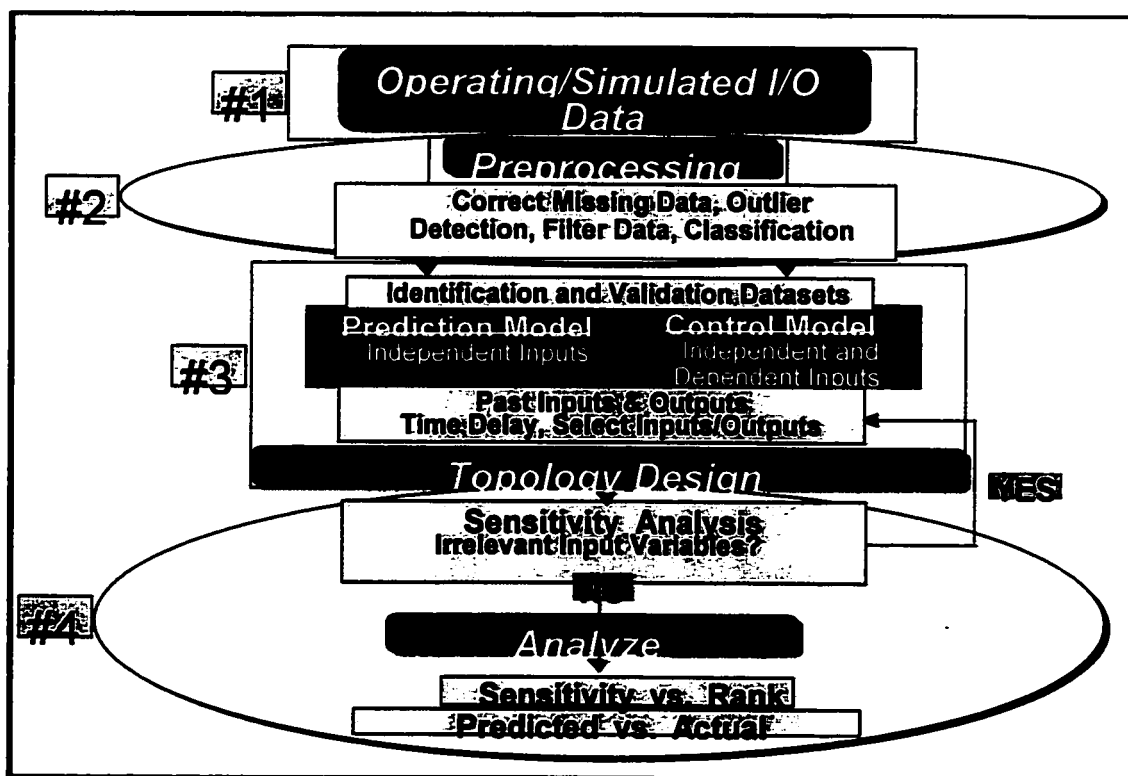 #1
Operating/Simulated I/O
Data
Preprocessing
#2
Correct Missing Data, Outlier
Detection, Filter Data, Classification
Identification and Validation Datasets
Prediction Model
Independent Inputs
Control Model
Independent and
Dependent Inputs
#3
Past Inputs & Outputs
Time Delay, Select Inputs/Outputs
Topology Design
YES
Sensitivity Analysis
Irrelevant Input Variables?
#4
Analyze
Sensitivity vs. Rank
Predicted vs. Actual